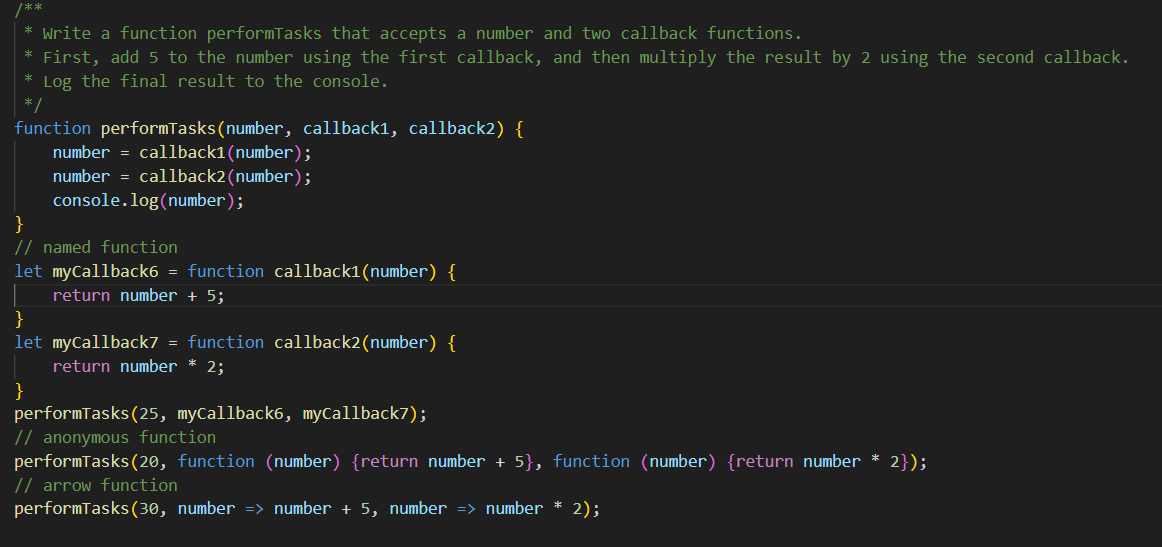 /**
 * Write a function performTasks that accepts a number and two callback functions.
 * First, add 5 to the number using the first callback, and then multiply the result by 2 using the second callback.
 * Log the final result to the console.
 */
function performTasks(number, callback1, callback2) {
    number = callback1(number);
    number = callback2(number);
    console.log(number);
}
// named function
let myCallback6 = function callback1(number) {
    return number + 5;
}
let myCallback7 = function callback2(number) {
    return number * 2;
}
performTasks(25, myCallback6, myCallback7);
// anonymous function
performTasks(20, function (number) {return number + 5}, function (number) {return number * 2});
// arrow function
performTasks(30, number => number + 5, number => number * 2);